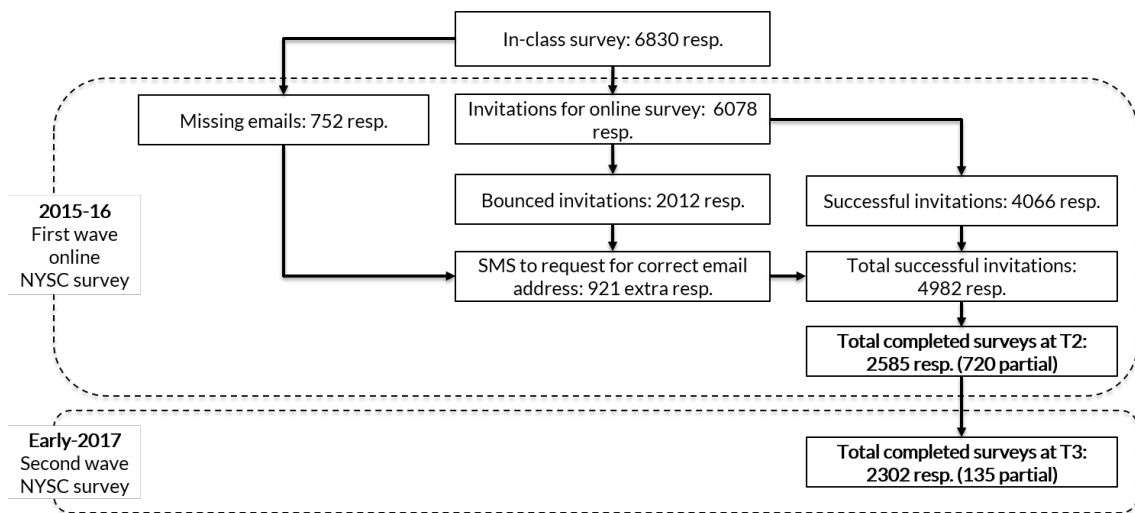 In-class survey: 6830 resp.
Missing emails: 752 resp.
Invitations for online survey:  6078
resp.
Bounced invitations: 2012 resp.
Successful invitations: 4066 resp.
2015-16
First wave
online
NYSC survey
SMS to request for correct email
address: 921 extra resp.
Total successful invitations:
4982 resp.
Total completed surveys at T2:
2585 resp. (720 partial)
Early-2017
Second wave
NYSC survey
Total completed surveys at T3:
2302 resp. (135 partial)